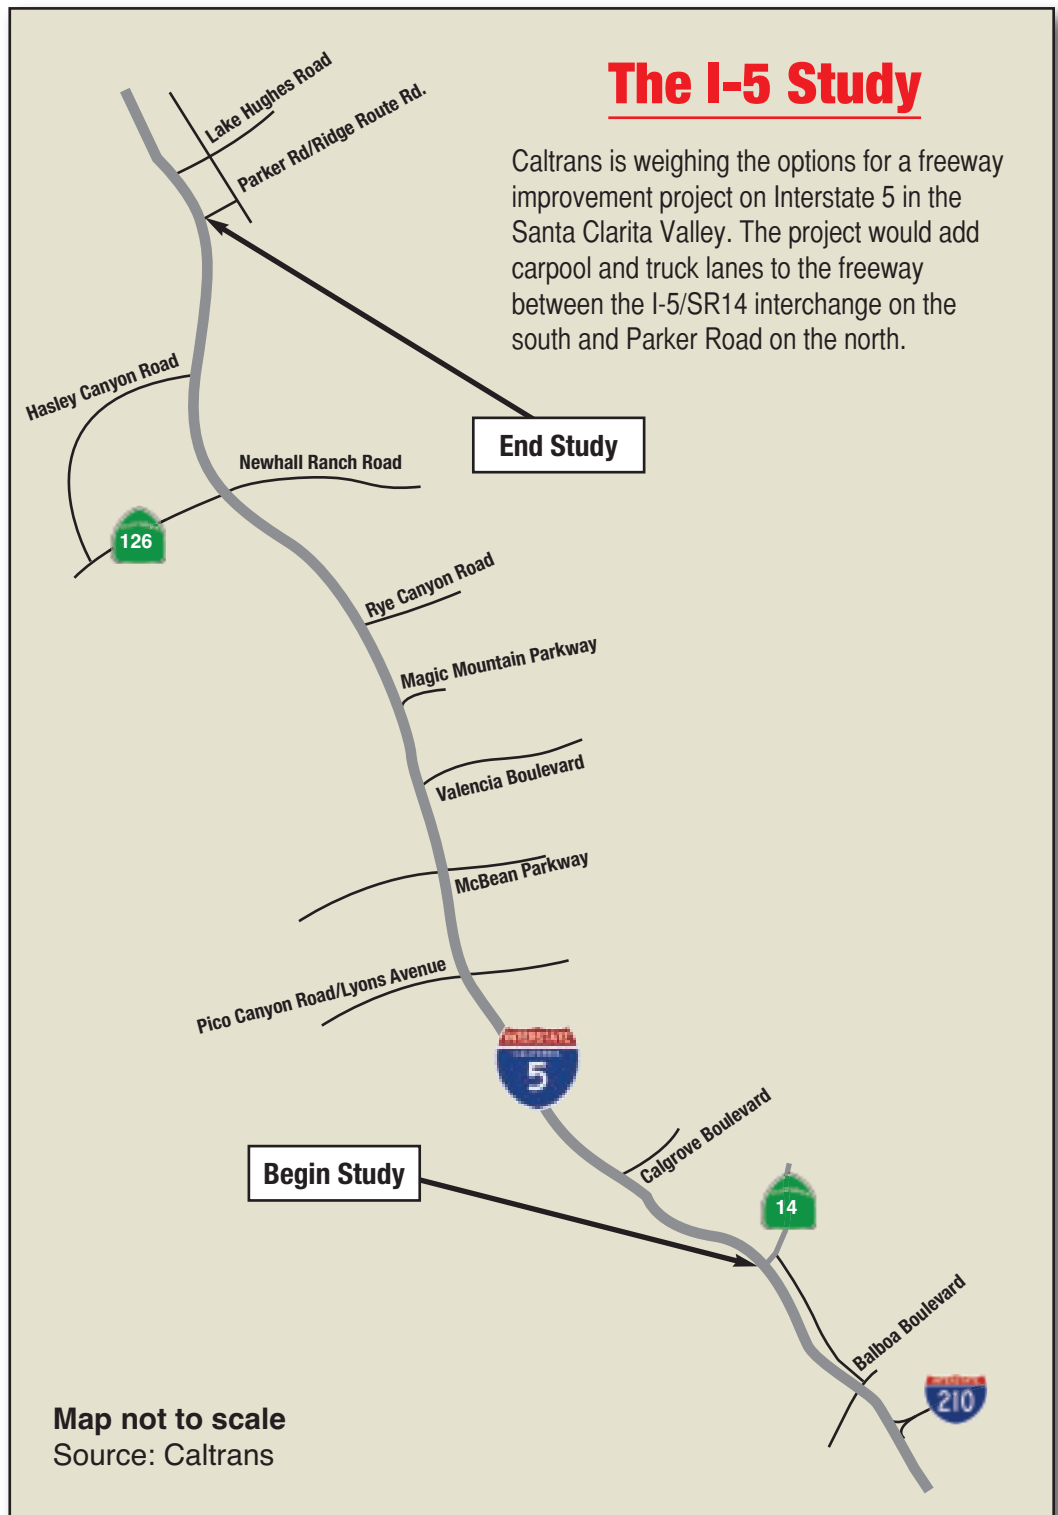 The I-5 Study
Caltrans is weighing the options for a freeway
improvement project on Interstate 5 in the
Santa Clarita Valley. The project would add
carpool and truck lanes to the freeway
between the I-5/SR14 interchange on the
south and Parker Road on the north.
Lake Hughes Road
Parker Rd/Ridge Route Rd.
Hasley Canyon Road
End Study
Newhall Ranch Road
126
Rye Canyon Road
Magic Mountain Parkway
Valencia Boulevard
McBean Parkway
Pico Canyon Road/Lyons Avenue
INTERSTATE
CALIFORNIA
5
Calgrove Boulevard
Begin Study
14
Balboa Boulevard
INTERSTATE
210
Map not to scale
Source: Caltrans